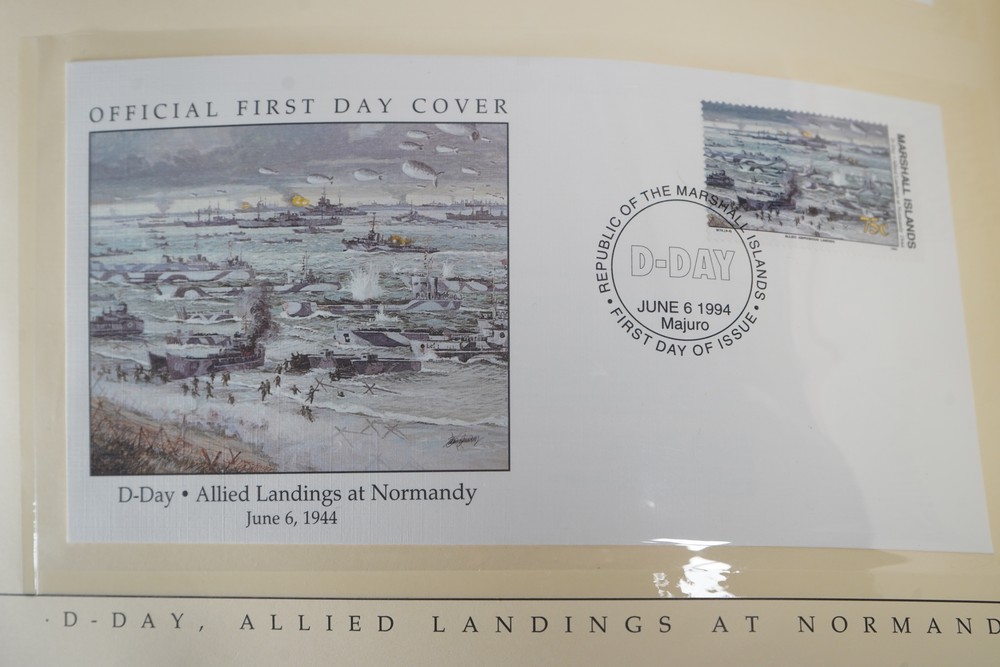 OFFICIAL FIRST DAY COVER
MARSHALL ISLANDS
75c
REPUBLIC OF THE MARSHALL ISLANDS
D-DAY
JUNE 6 1994
Majuro
• FIRST DAY OF ISSUE •
D-Day • Allied Landings at Normandy
June 6, 1944
· D-DAY, ALLIED LANDINGS AT NORMAND